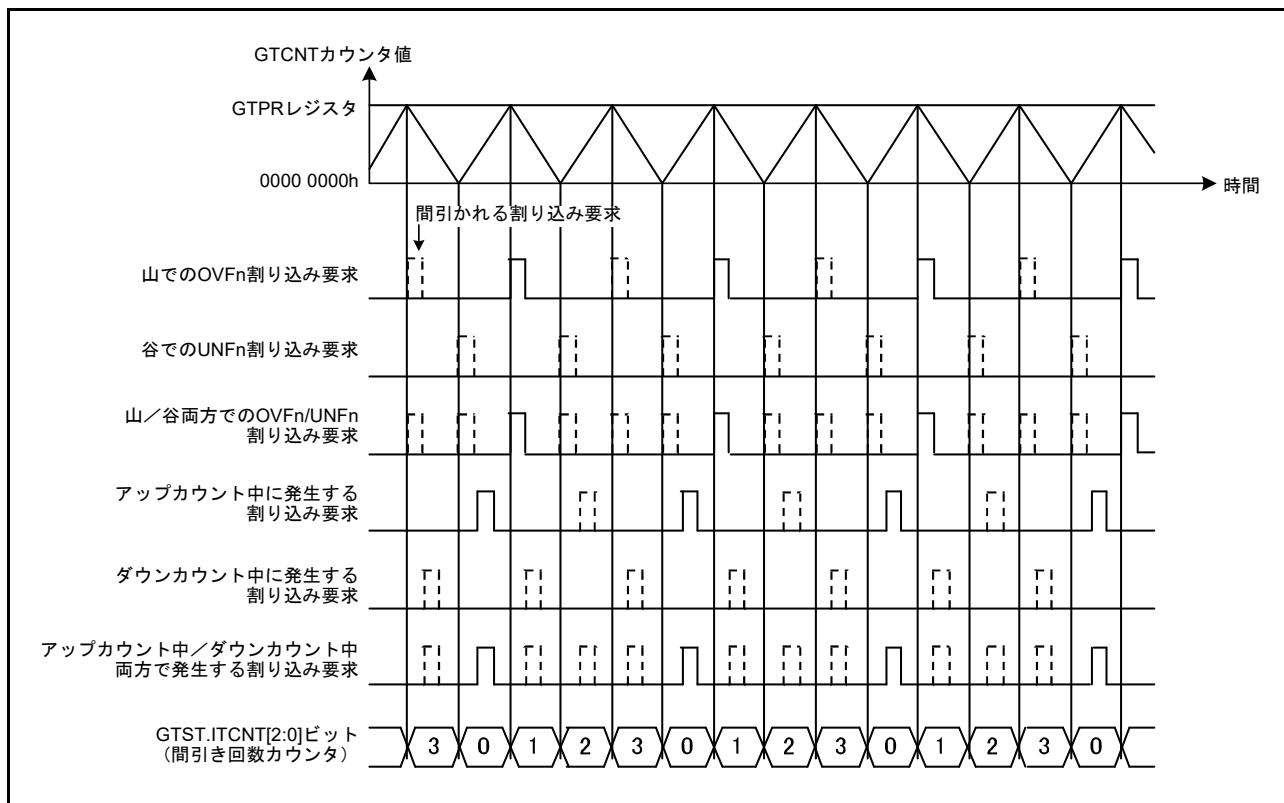 GTCNTカウンタ値
GTPRレジスタ
0000 0000h
時間
間引かれる割り込み要求
山でのOVFn割り込み要求
谷でのUNFn割り込み要求
山／谷両方でのOVFn/UNFn
割り込み要求
アップカウント中に発生する
割り込み要求
ダウンカウント中に発生する
割り込み要求
アップカウント中／ダウンカウント中
両方で発生する割り込み要求
GTST.ITCNT[2:0]ビット
（間引き回数カウンタ）
3 0 1 2 3 0 1 2 3 0 1 2 3 0